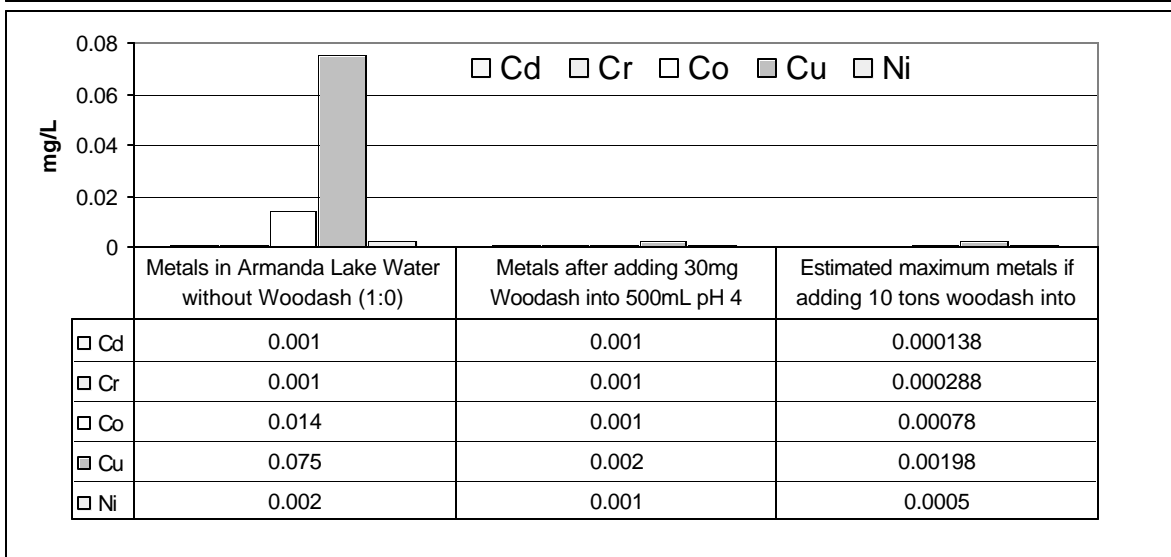 0.08
0.06
0.04
0.02
0
mg/L
Cd Cr Co Cu Ni
Metals in Armanda Lake Water without Woodash (1:0)
Metals after adding 30mg Woodash into 500mL pH 4
Estimated maximum metals if adding 10 tons woodash into
Cd 0.001 0.001 0.000138
Cr 0.001 0.001 0.000288
Co 0.014 0.001 0.00078
Cu 0.075 0.002 0.00198
Ni 0.002 0.001 0.0005